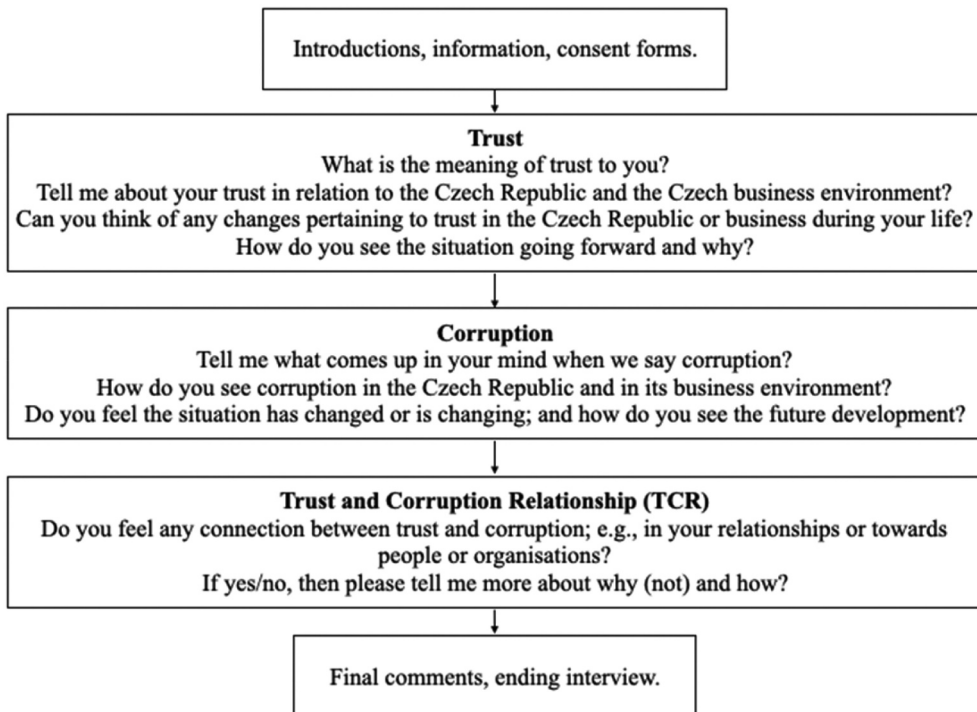 Introductions, information, consent forms.
Trust
What is the meaning of trust to you?
Tell me about your trust in relation to the Czech Republic and the Czech business environment?
Can you think of any changes pertaining to trust in the Czech Republic or business during your life?
How do you see the situation going forward and why?
Corruption
Tell me what comes up in your mind when we say corruption?
How do you see corruption in the Czech Republic and in its business environment?
Do you feel the situation has changed or is changing; and how do you see the future development?
Trust and Corruption Relationship (TCR)
Do you feel any connection between trust and corruption; e.g., in your relationships or towards
people or organisations?
If yes/no, then please tell me more about why (not) and how?
Final comments, ending interview.